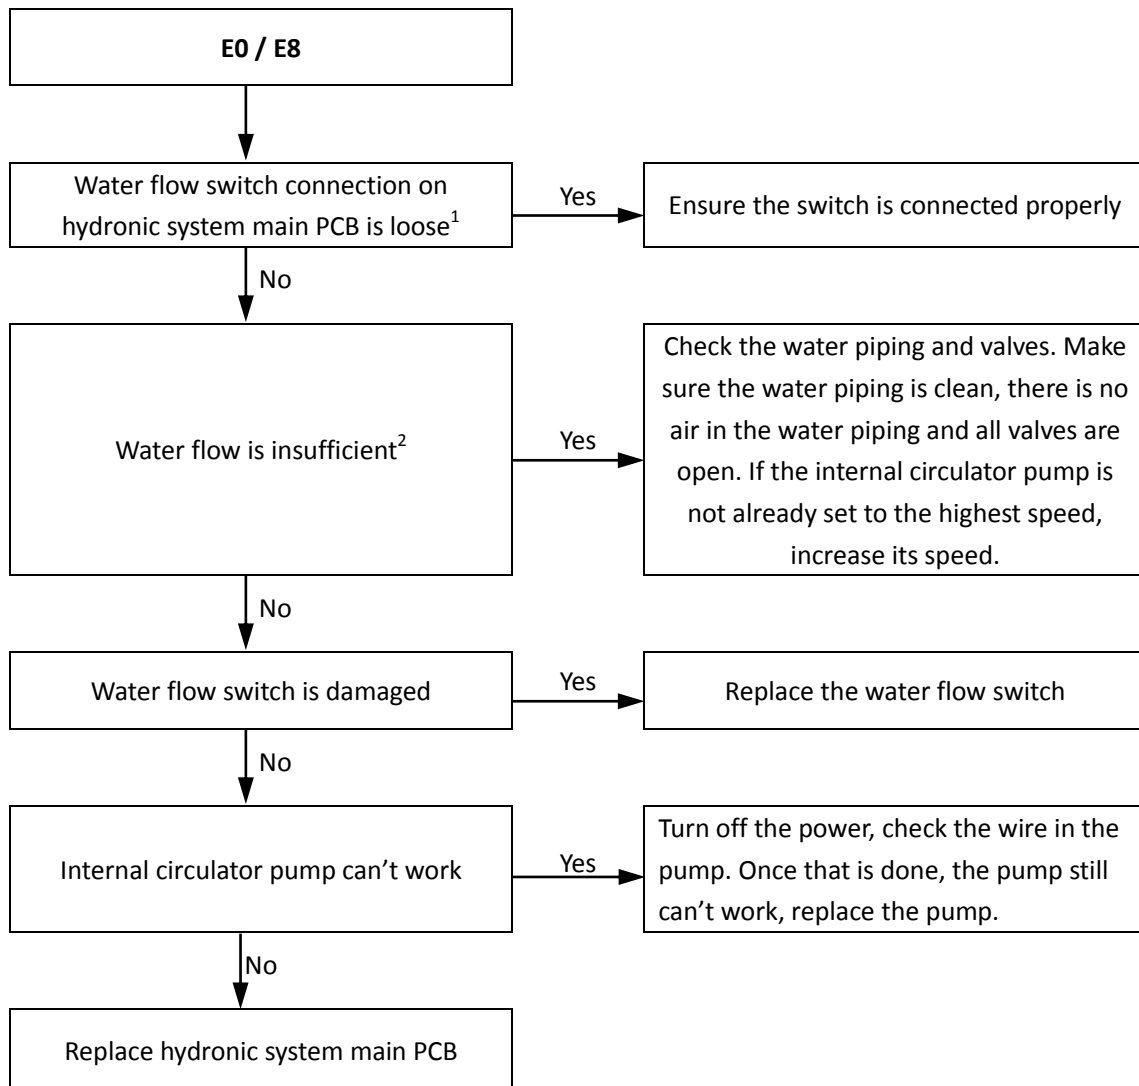 E0 / E8
Water flow switch connection on
hydronic system main PCB is loose1
Yes
Ensure the switch is connected properly
No
Water flow is insufficient2
Yes
Check the water piping and valves. Make
sure the water piping is clean, there is no
air in the water piping and all valves are
open. If the internal circulator pump is
not already set to the highest speed,
increase its speed.
No
Water flow switch is damaged
Yes
Replace the water flow switch
No
Internal circulator pump can’t work
Yes
Turn off the power, check the wire in the
pump. Once that is done, the pump still
can’t work, replace the pump.
No
Replace hydronic system main PCB